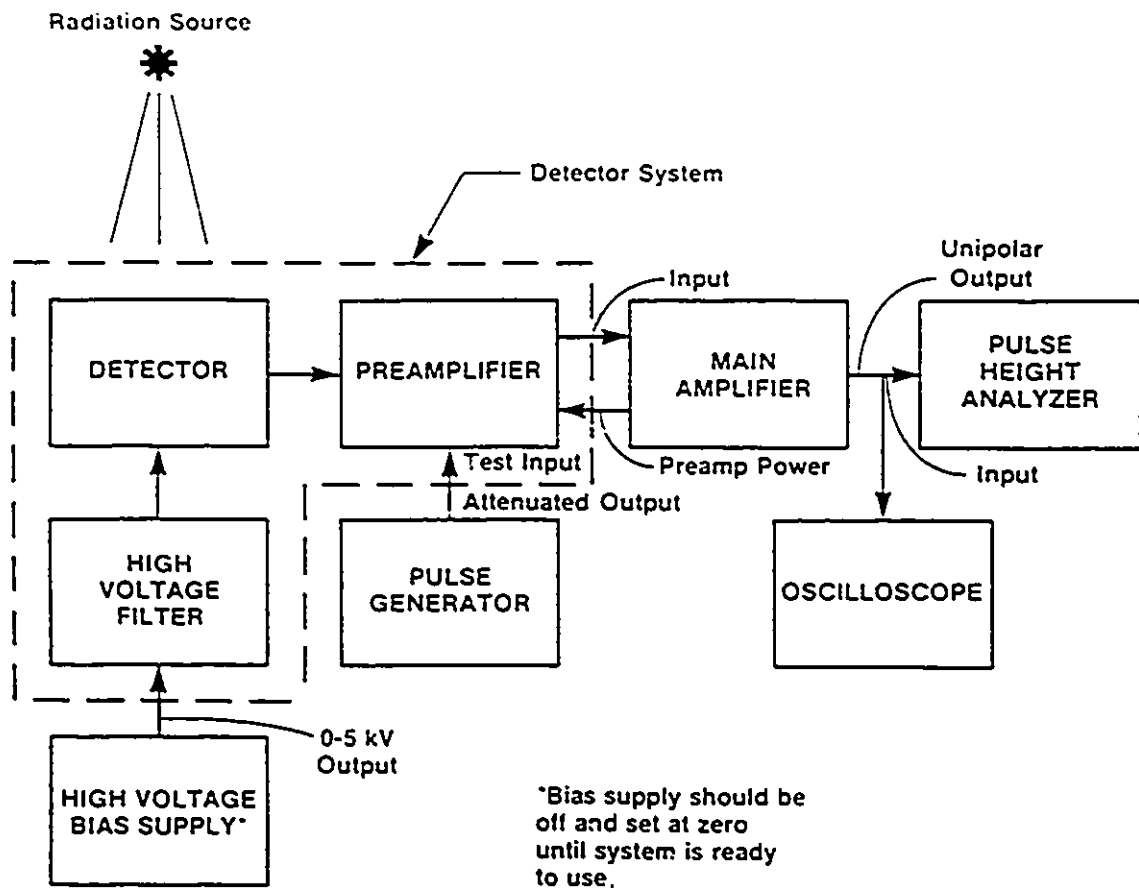 Radiation Source
Detector System
Unipolar
Output
Input
DETECTOR
PREAMPLIFIER
MAIN
AMPLIFIER
PULSE
HEIGHT
ANALYZER
Test Input
Preamp Power
Input
Attenuated Output
HIGH
VOLTAGE
FILTER
PULSE
GENERATOR
OSCILLOSCOPE
0-5 kV
Output
HIGH VOLTAGE
BIAS SUPPLY*
*Bias supply should be
off and set at zero
until system is ready
to use.